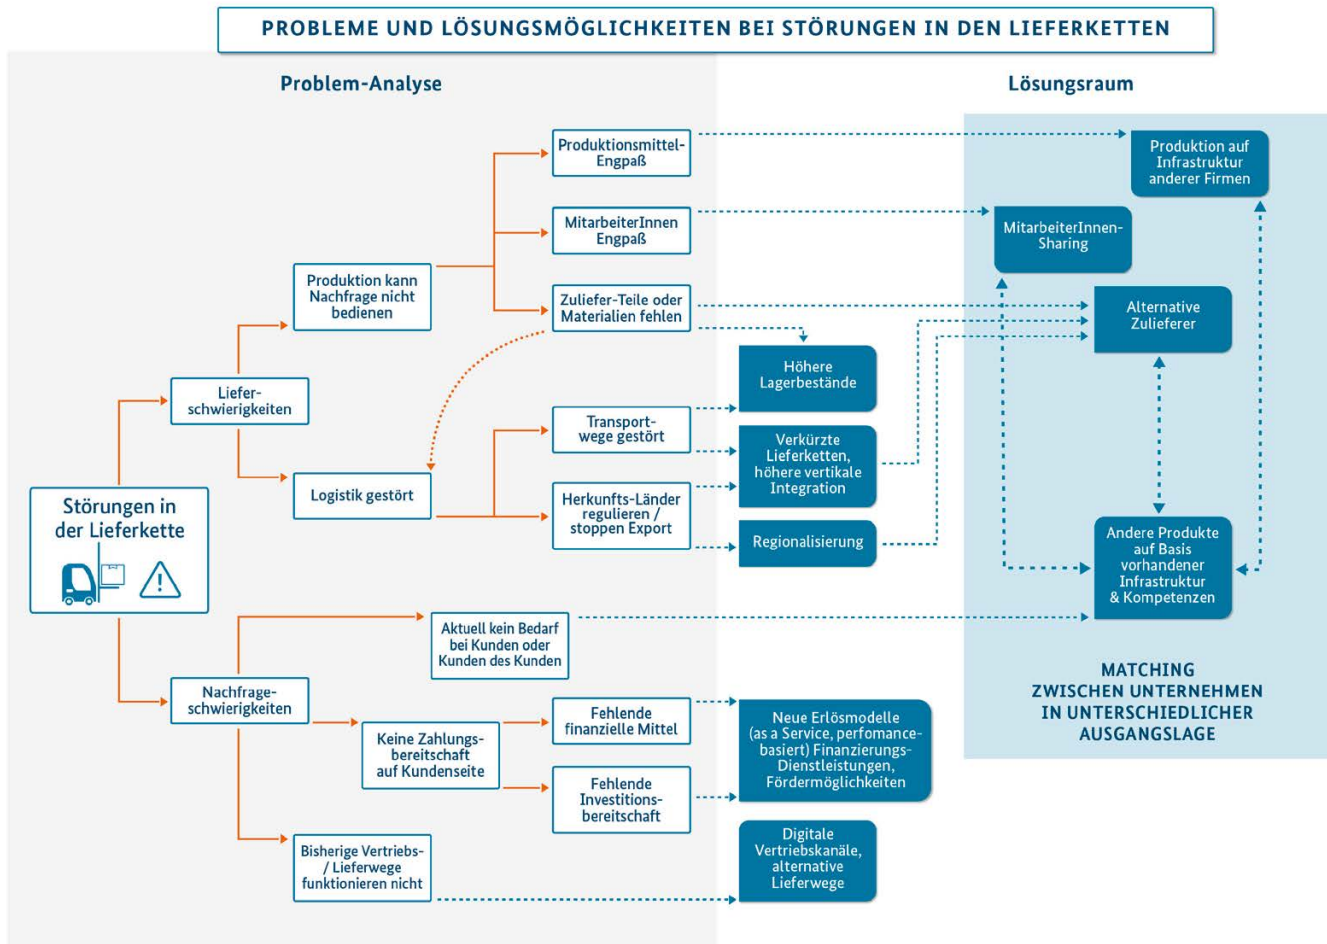 PROBLEME UND LÖSUNGSMÖGLICHKEITEN BEI STÖRUNGEN IN DEN LIEFERKETTEN
Problem-Analyse
Lösungsraum
Produktionsmittel-
Engpaß
Produktion auf
Infrastruktur
anderer Firmen
MitarbeiterInnen
Engpaß
MitarbeiterInnen-
Sharing
Produktion kann
Nachfrage nicht
bedienen
Zuliefer-Teile oder
Materialien fehlen
Alternative
Zulieferer
Höhere
Lagerbestände
Liefer-
schwierigkeiten
Transport-
wege gestört
Verkürzte
Lieferketten,
höhere vertikale
Integration
Logistik gestört
Herkunfts-Länder
regulieren /
stoppen Export
Regionalisierung
Störungen in
der Lieferkette
Andere Produkte
auf Basis
vorhandener
Infrastruktur
& Kompetenzen
Aktuell kein Bedarf
bei Kunden oder
Kunden des Kunden
MATCHING
ZWISCHEN UNTERNEHMEN
IN UNTERSCHIEDLICHER
AUSGANGSLAGE
Nachfrage-
schwierigkeiten
Keine Zahlungs-
bereitschaft
auf Kundenseite
Fehlende
finanzielle Mittel
Neue Erlösmodelle
(as a Service, perfomance-
basiert) Finanzierungs-
Dienstleistungen,
Fördermöglichkeiten
Fehlende
Investitions-
bereitschaft
Bisherige Vertriebs-
/ Lieferwege
funktionieren nicht
Digitale
Vertriebskanäle,
alternative
Lieferwege